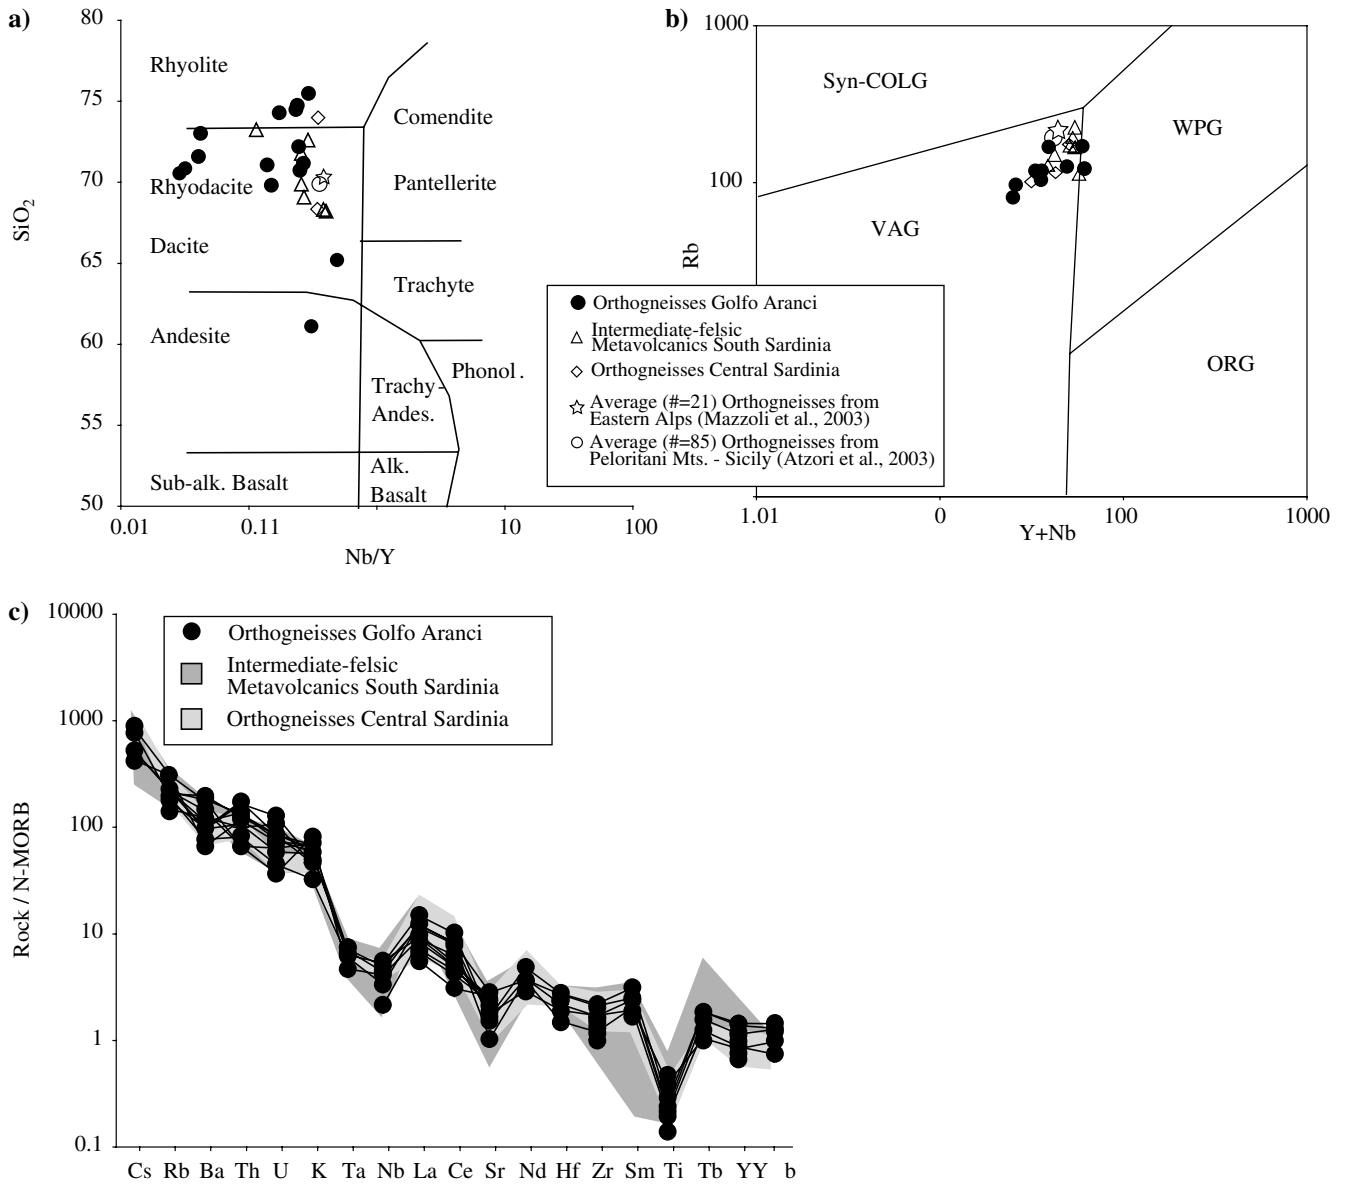 a)
80
75
70
65
60
55
50
SiO2
Rhyolite
Comendite
Rhyodacite
Pantellerite
Dacite
Trachyte
Andesite
Phonol.
Trachy-
Andes.
Sub-alk. Basalt
Alk.
Basalt
0.01
0.11
10
100
Nb/Y
b)
1000
100
Rb
Syn-COLG
WPG
VAG
ORG
1.01
0
100
1000
Y+Nb
Orthogneisses Golfo Aranci
Intermediate-felsic
Metavolcanics South Sardinia
Orthogneisses Central Sardinia
Average (#=21) Orthogneisses from
Eastern Alps (Mazzoli et al., 2003)
Average (#=85) Orthogneisses from
Peloritani Mts. - Sicily (Atzori et al., 2003)
c)
10000
1000
100
10
1
0.1
Rock / N-MORB
Orthogneisses Golfo Aranci
Intermediate-felsic
Metavolcanics South Sardinia
Orthogneisses Central Sardinia
Cs Rb Ba Th U K Ta Nb La Ce Sr Nd Hf Zr Sm Ti Tb YY b